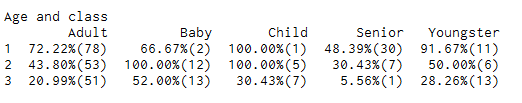 Age and class
Adult Baby Child Senior Youngster
1 72.22%(78) 66.67%(2) 100.00%(1) 48.39%(30) 91.67%(11)
2 43.80%(53) 100.00%(12) 100.00%(5) 30.43%(7) 50.00%(6)
3 20.99%(51) 52.00%(13) 30.43%(7) 5.56%(1) 28.26%(13)